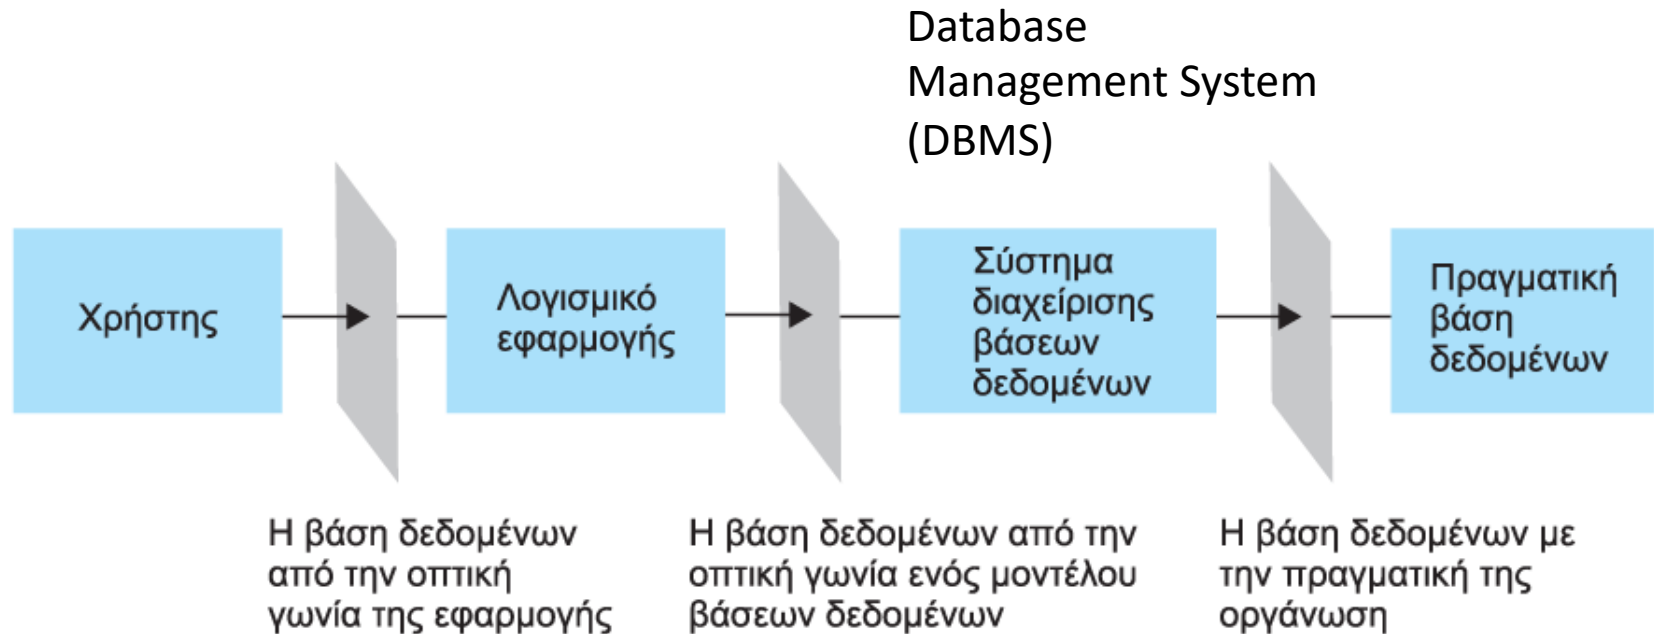 Database
Management System
(DBMS)
Χρήστης
Λογισμικό
εφαρμογής
Σύστημα
διαχείρισης
βάσεων
δεδομένων
Πραγματική
βάση
δεδομένων
Η βάση δεδομένων
από την οπτική
γωνία της εφαρμογής
Η βάση δεδομένων από την
οπτική γωνία ενός μοντέλου
βάσεων δεδομένων
Η βάση δεδομένων με
την πραγματική της
οργάνωση